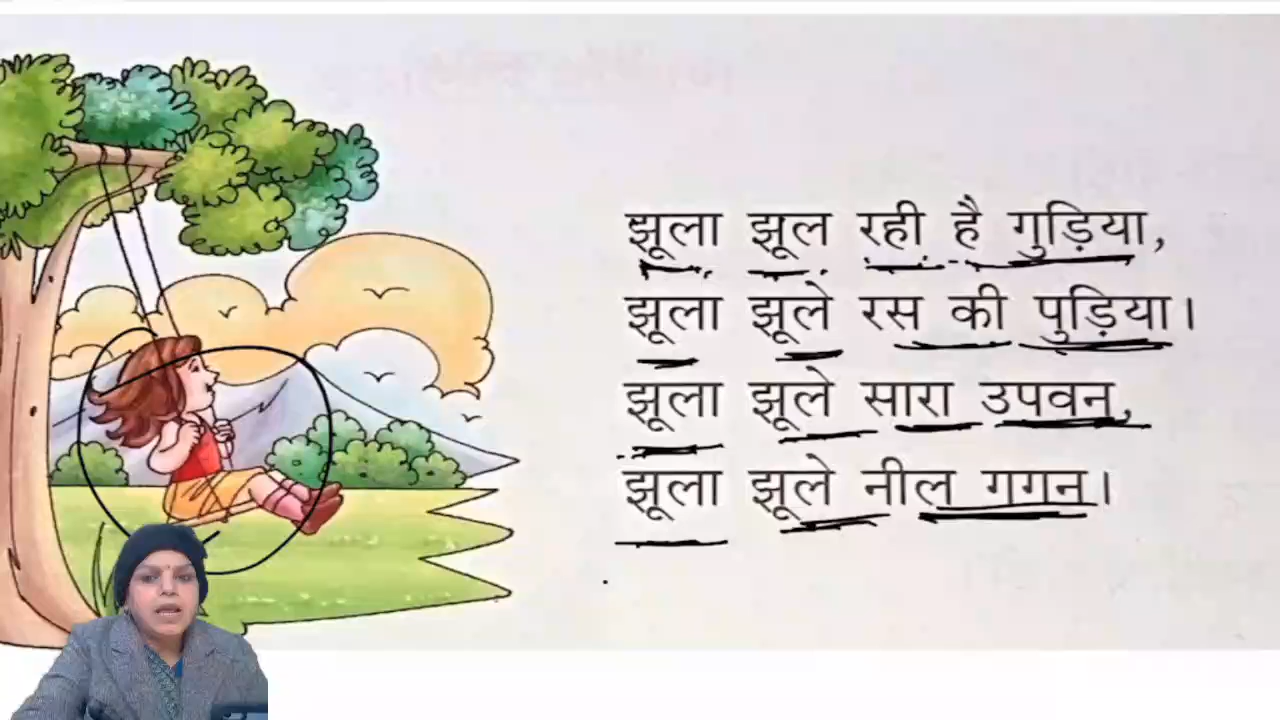 झूला झूल रही है गुड़िया,
झूला झूले रस की पुड़िया।
झूला झूले सारा उपवन,
झूला झूले नील गगन।